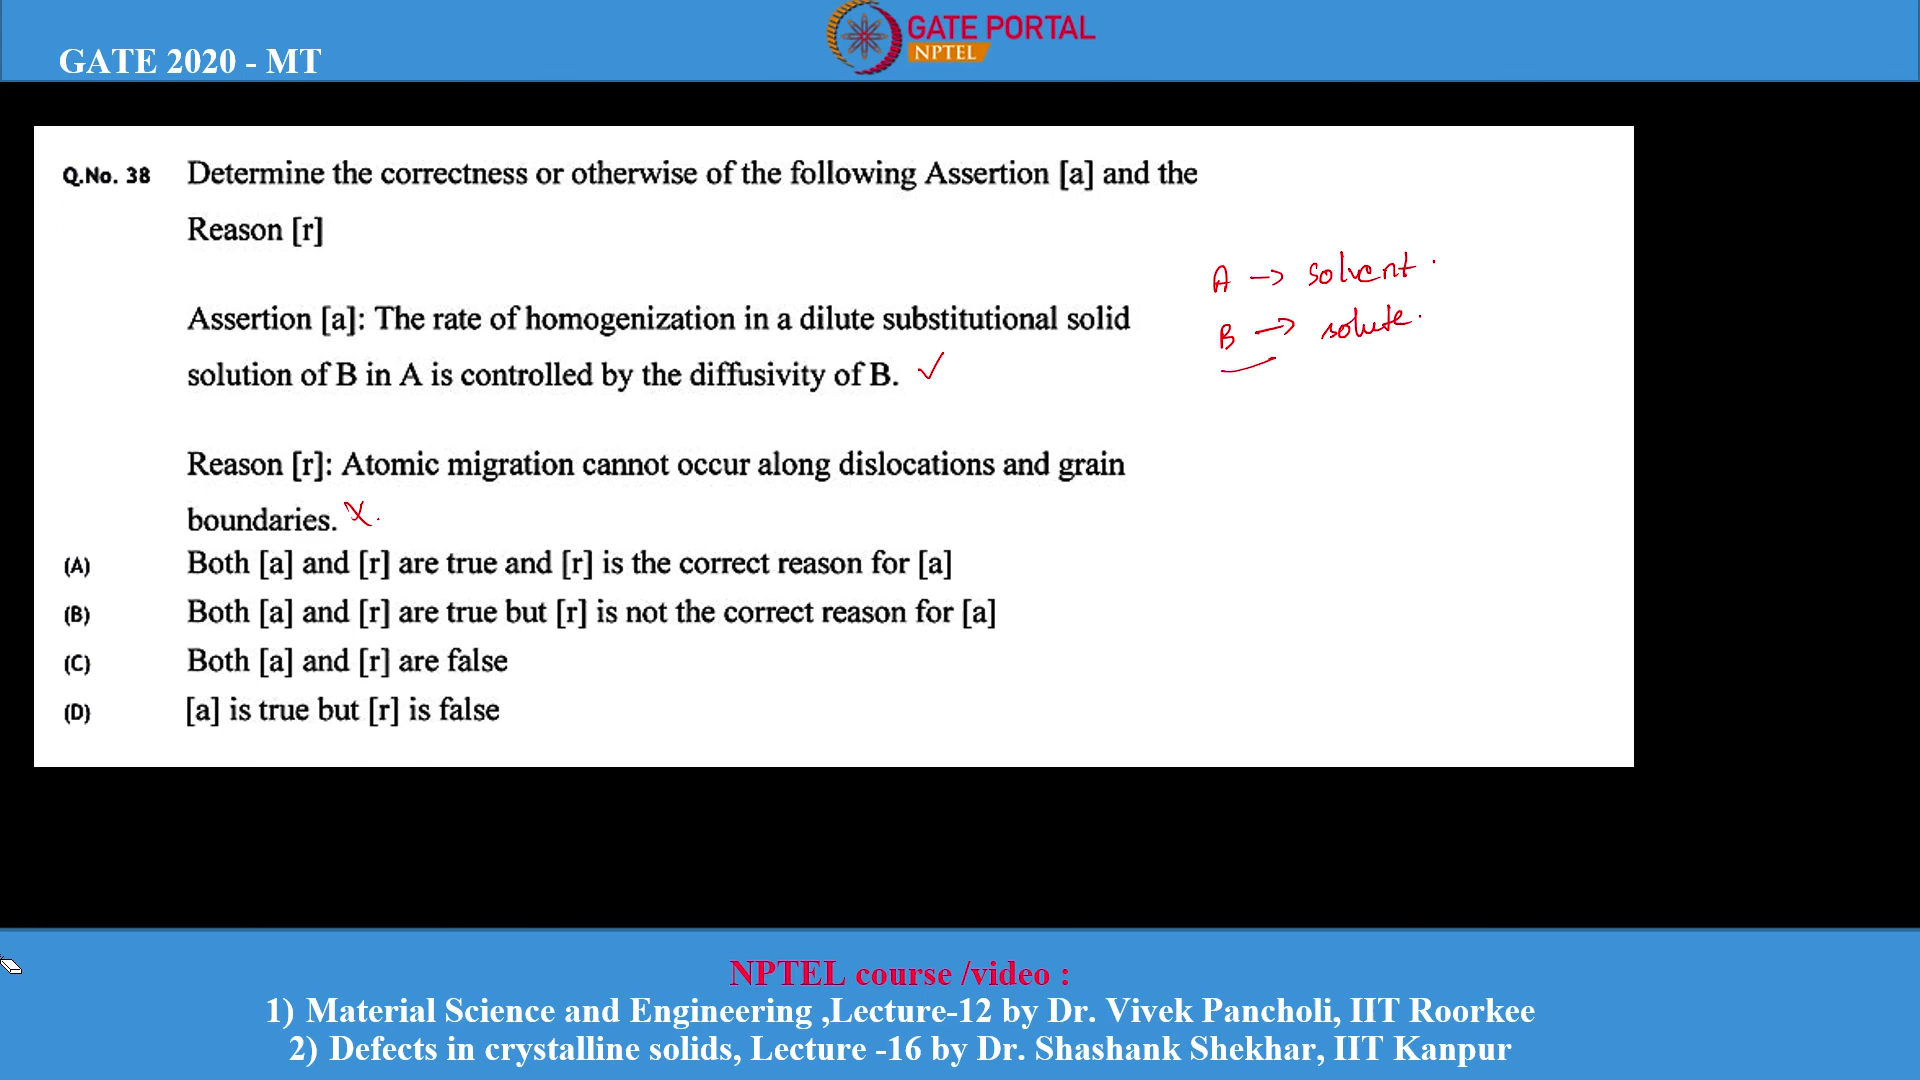 GATE 2020 - MT
GATE PORTAL
NPTEL
Q.No. 38 Determine the correctness or otherwise of the following Assertion [a] and the
Reason [r]
A → solvent.
B → solute.
Assertion [a]: The rate of homogenization in a dilute substitutional solid
solution of B in A is controlled by the diffusivity of B. ✓
Reason [r]: Atomic migration cannot occur along dislocations and grain
boundaries. X.
(A) Both [a] and [r] are true and [r] is the correct reason for [a]
(B) Both [a] and [r] are true but [r] is not the correct reason for [a]
(C) Both [a] and [r] are false
(D) [a] is true but [r] is false
NPTEL course /video :
1) Material Science and Engineering ,Lecture-12 by Dr. Vivek Pancholi, IIT Roorkee
2) Defects in crystalline solids, Lecture -16 by Dr. Shashank Shekhar, IIT Kanpur